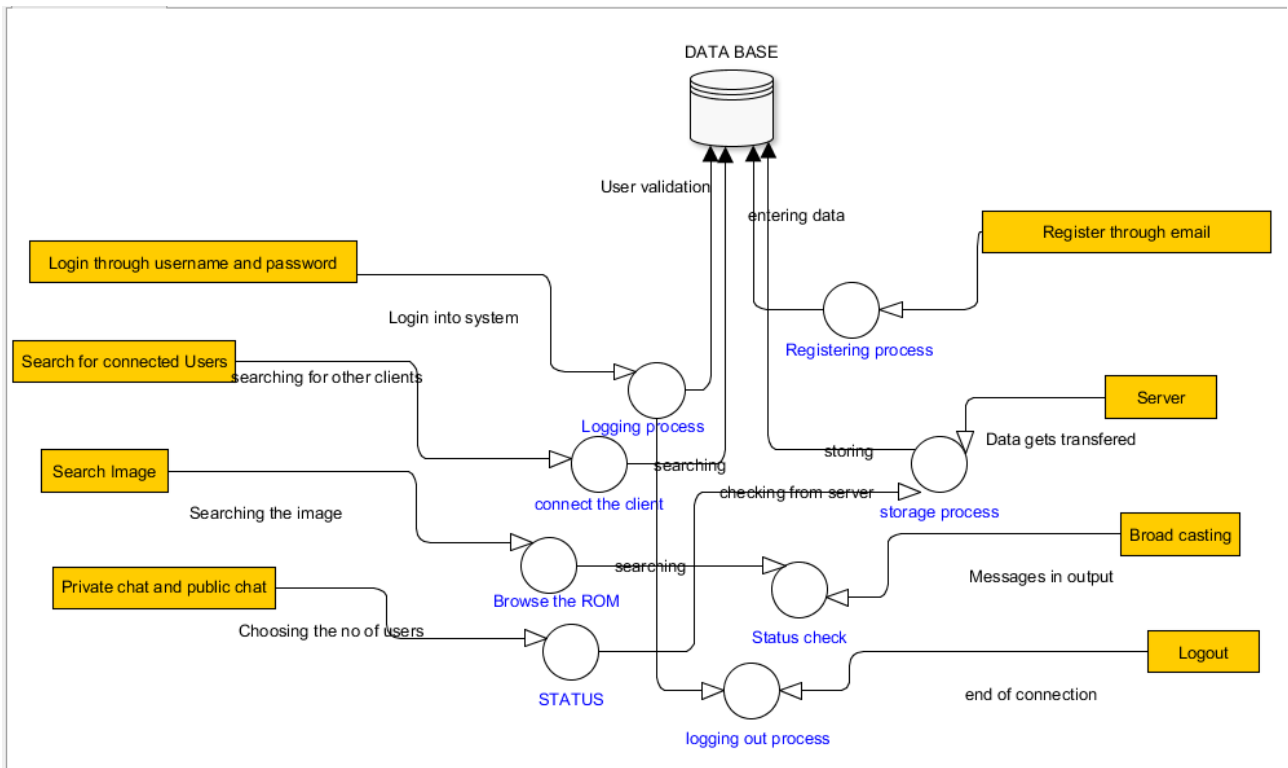 DATA BASE
User validation
entering data
Register through email
Login through username and password
Login into system
Registering process
Search for connected Users
searching for other clients
Server
Logging process
Data gets transfered
storing
Search Image
searching
connect the client
checking from server
storage process
Searching the image
Broad casting
searching
Messages in output
Private chat and public chat
Browse the ROM
Choosing the no of users
Status check
Logout
STATUS
end of connection
logging out process